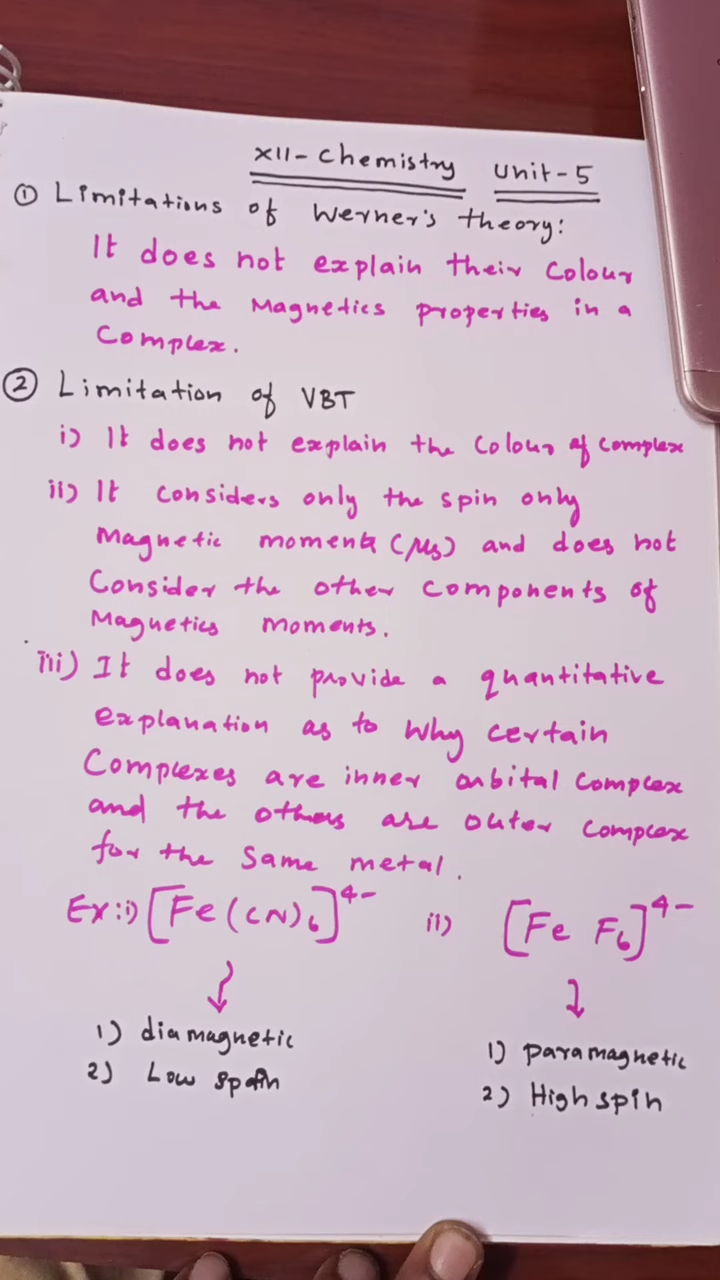 XII - Chemistry Unit - 5
① Limitations of Werner's theory:
It does not explain their Colour
and the Magnetics properties in a
Complex.
② Limitation of VBT
i) It does not explain the Colour of Complex
ii) It considers only the spin only
Magnetic moments (μs) and does not
Consider the other components of
Magnetics moments.
iii) It does not provide a quantitative
explanation as to why certain
Complexes are inner orbital Complex
and the others are outer complex
for the same metal.
Ex: i) [Fe(CN)₆]⁴⁻ ii) [Fe F₆]⁴⁻
1) diamagnetic
2) Low spin
1) paramagnetic
2) High spin